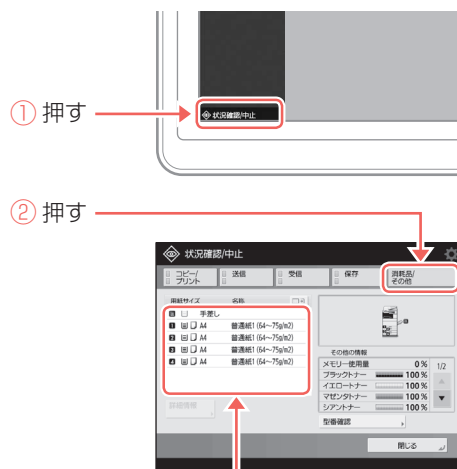 ① 押す
状況確認/中止
② 押す
状況確認/中止
コピー/プリント 送信 受信 保存 消耗品/その他
用紙サイズ 名称
手差し
1 A4 普通紙1 (64～75g/m2)
2 A4 普通紙1 (64～75g/m2)
3 A4 普通紙1 (64～75g/m2)
4 A4 普通紙1 (64～75g/m2)
詳細情報
その他の情報
メモリー使用量 0% 1/2
ブラックトナー 100%
イエロートナー 100%
マゼンタトナー 100%
シアントナー 100%
型番確認
閉じる